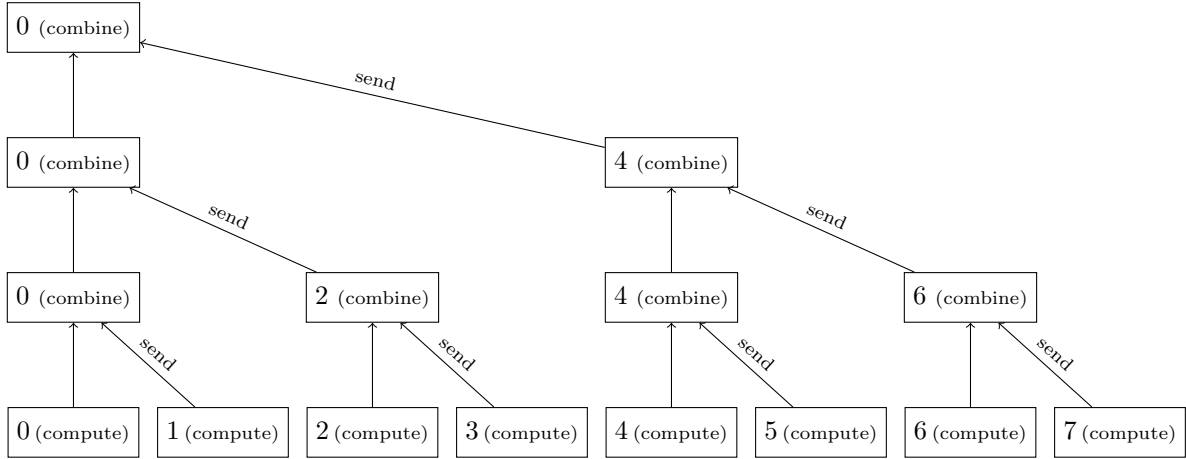 0 (combine)
send
0 (combine)
4 (combine)
send
send
0 (combine)
2 (combine)
4 (combine)
6 (combine)
send
send
send
send
0 (compute)
1 (compute)
2 (compute)
3 (compute)
4 (compute)
5 (compute)
6 (compute)
7 (compute)